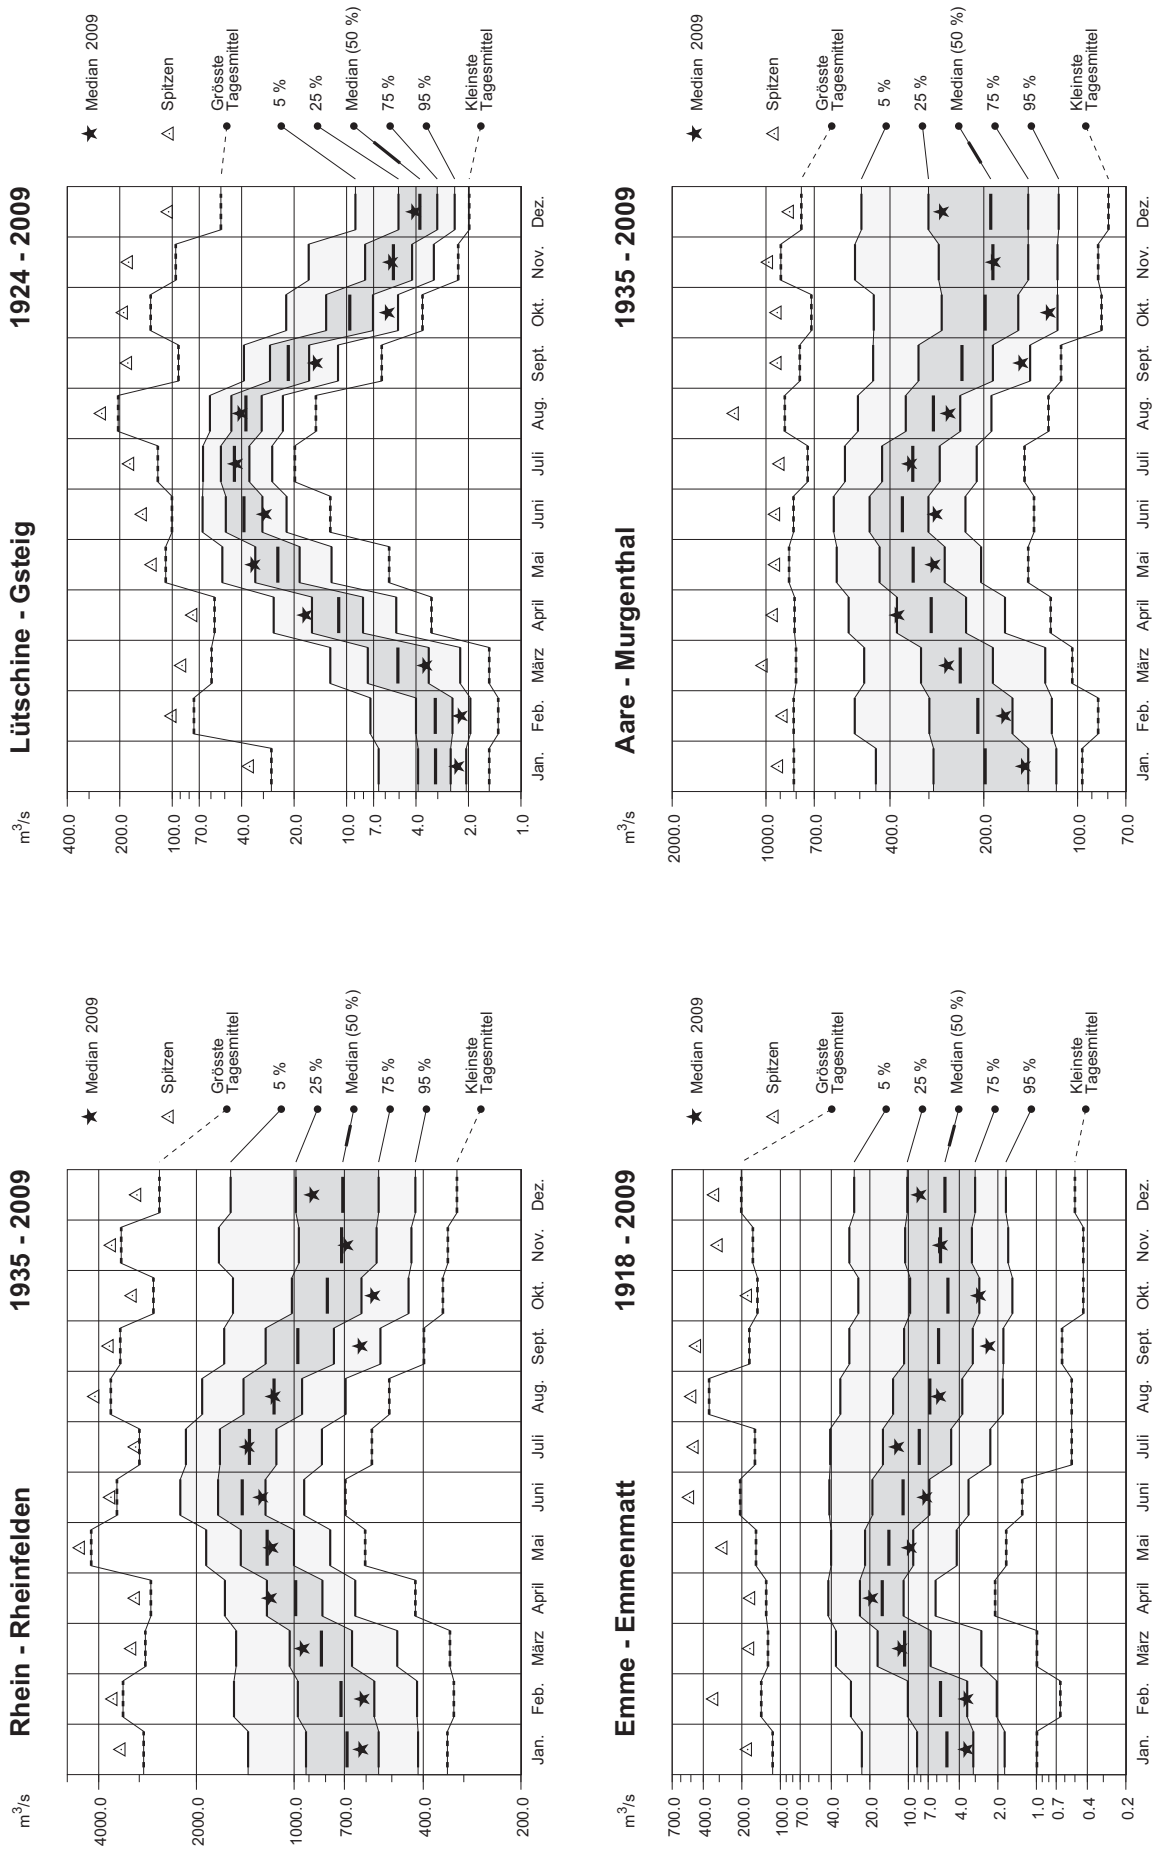 Rhein - Rheinfelden 1935 - 2009
m³/s
4000.0
2000.0
1000.0
700.0
400.0
200.0
Jan. Feb. März April Mai Juni Juli Aug. Sept. Okt. Nov. Dez.
Median 2009
Spitzen
Grösste
Tagesmittel
5 %
25 %
Median (50 %)
75 %
95 %
Kleinste
Tagesmittel
Lütschine - Gsteig 1924 - 2009
m³/s
400.0
200.0
100.0
70.0
40.0
20.0
10.0
7.0
4.0
2.0
1.0
Jan. Feb. März April Mai Juni Juli Aug. Sept. Okt. Nov. Dez.
Median 2009
Spitzen
Grösste
Tagesmittel
5 %
25 %
Median (50 %)
75 %
95 %
Kleinste
Tagesmittel
Emme - Emmenmatt 1918 - 2009
m³/s
700.0
400.0
200.0
100.0
70.0
40.0
20.0
10.0
7.0
4.0
2.0
1.0
0.7
0.4
0.2
Jan. Feb. März April Mai Juni Juli Aug. Sept. Okt. Nov. Dez.
Median 2009
Spitzen
Grösste
Tagesmittel
5 %
25 %
Median (50 %)
75 %
95 %
Kleinste
Tagesmittel
Aare - Murgenthal 1935 - 2009
m³/s
2000.0
1000.0
700.0
400.0
200.0
100.0
70.0
Jan. Feb. März April Mai Juni Juli Aug. Sept. Okt. Nov. Dez.
Median 2009
Spitzen
Grösste
Tagesmittel
5 %
25 %
Median (50 %)
75 %
95 %
Kleinste
Tagesmittel